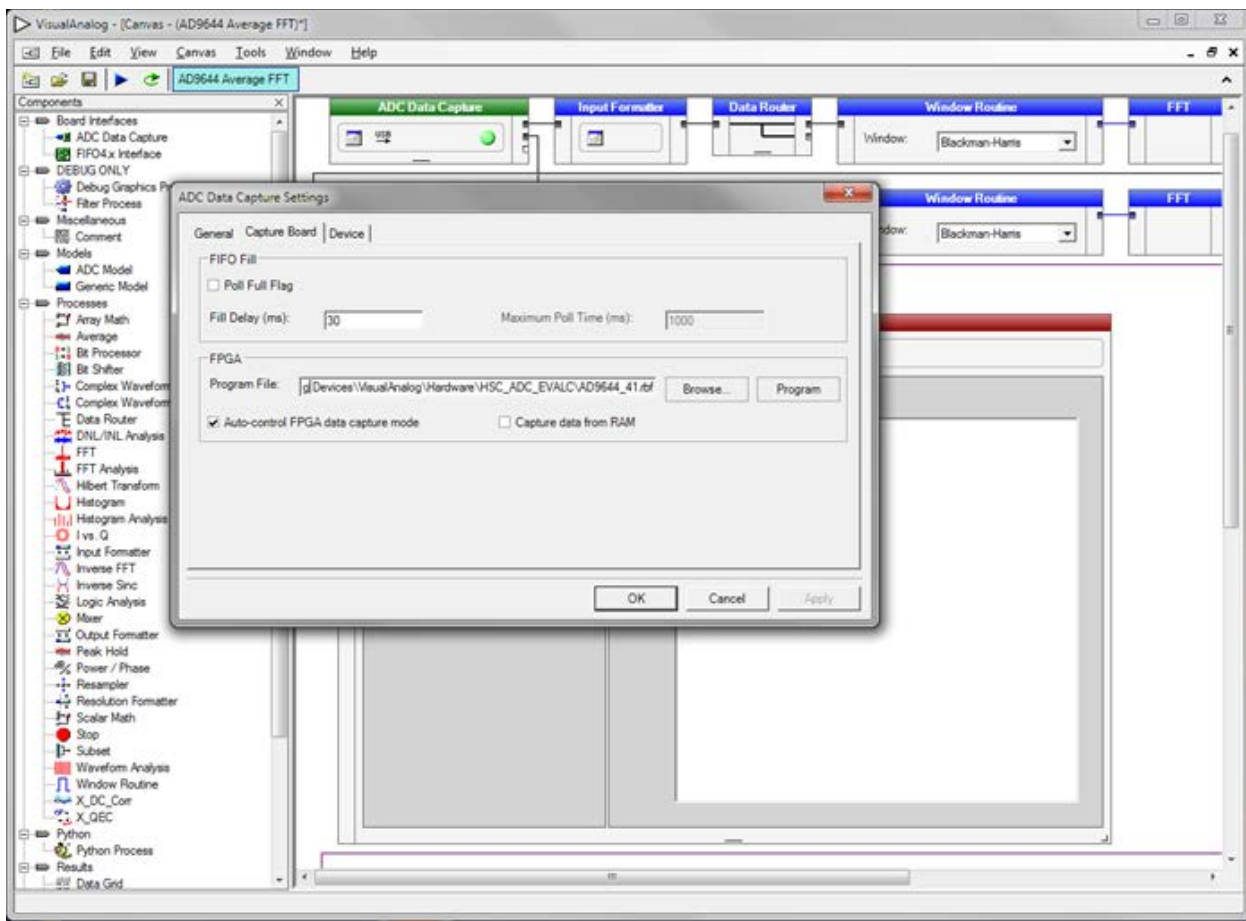 VisualAnalog - [Canvas - (AD9644 Average FFT)*]
File Edit View Canvas Tools Window Help
AD9644 Average FFT
Components
Board Interfaces
ADC Data Capture
FIFO4.x Interface
DEBUG ONLY
Debug Graphics
Filter Process
Miscellaneous
Comment
Models
ADC Model
Generic Model
Processes
Array Math
Average
Bit Processor
Bit Shifter
Complex Waveform
Complex Waveform
Data Router
DNL/INL Analysis
FFT
FFT Analysis
Hilbert Transform
Histogram
Histogram Analysis
I vs. Q
Input Formatter
Inverse FFT
Inverse Sinc
Logic Analysis
Mixer
Output Formatter
Peak Hold
Power / Phase
Resampler
Resolution Formatter
Scalar Math
Stop
Subset
Waveform Analysis
Window Routine
X_DC_Corr
X_QEC
Python
Python Process
Results
Data Grid
ADC Data Capture Input Formatter Data Router Window Routine FFT
USB
Window: Blackman-Harris
Window Routine FFT
ndow: Blackman-Harris
ADC Data Capture Settings
General Capture Board Device
FIFO Fill
Poll Full Flag
Fill Delay (ms): 30 Maximum Poll Time (ms): 1000
FPGA
Program File: g Devices\VisualAnalog\Hardware\HSC_ADC_EVALC\AD9644_41.rbf Browse... Program
Auto-control FPGA data capture mode Capture data from RAM
OK Cancel Apply